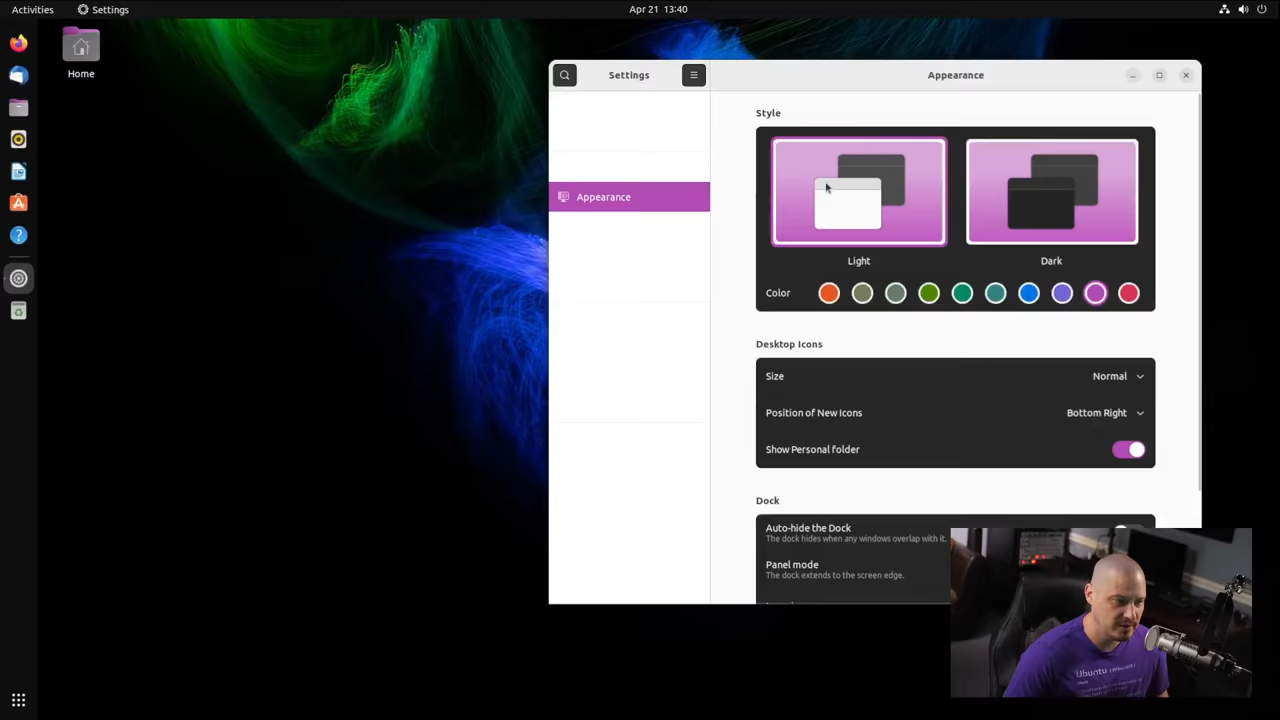 Activities
Settings
Apr 21 13:40
Home
Settings
Appearance
Appearance
Style
Light
Dark
Color
Desktop Icons
Size
Normal
Position of New Icons
Bottom Right
Show Personal folder
Dock
Auto-hide the Dock
The dock hides when any windows overlap with it.
Panel mode
The dock extends to the screen edge.
Ubuntu